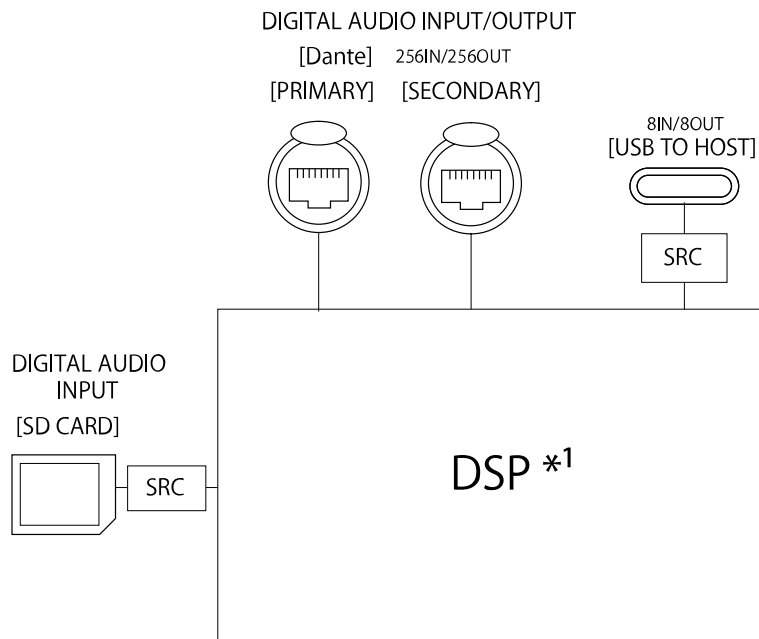 DIGITAL AUDIO INPUT/OUTPUT
[Dante] 256IN/256OUT
[PRIMARY] [SECONDARY]
8IN/8OUT
[USB TO HOST]
SRC
DIGITAL AUDIO
INPUT
[SD CARD]
SRC
DSP *1